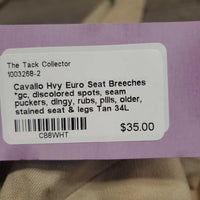 The Tack Collector
1003268-2
Cavallo Hvy Euro Seat Breeches
*gc, discolored spots, seam
puckers, dingy, rubs, pills, older,
stained seat & legs Tan 34L
$35.00
CBBWHT